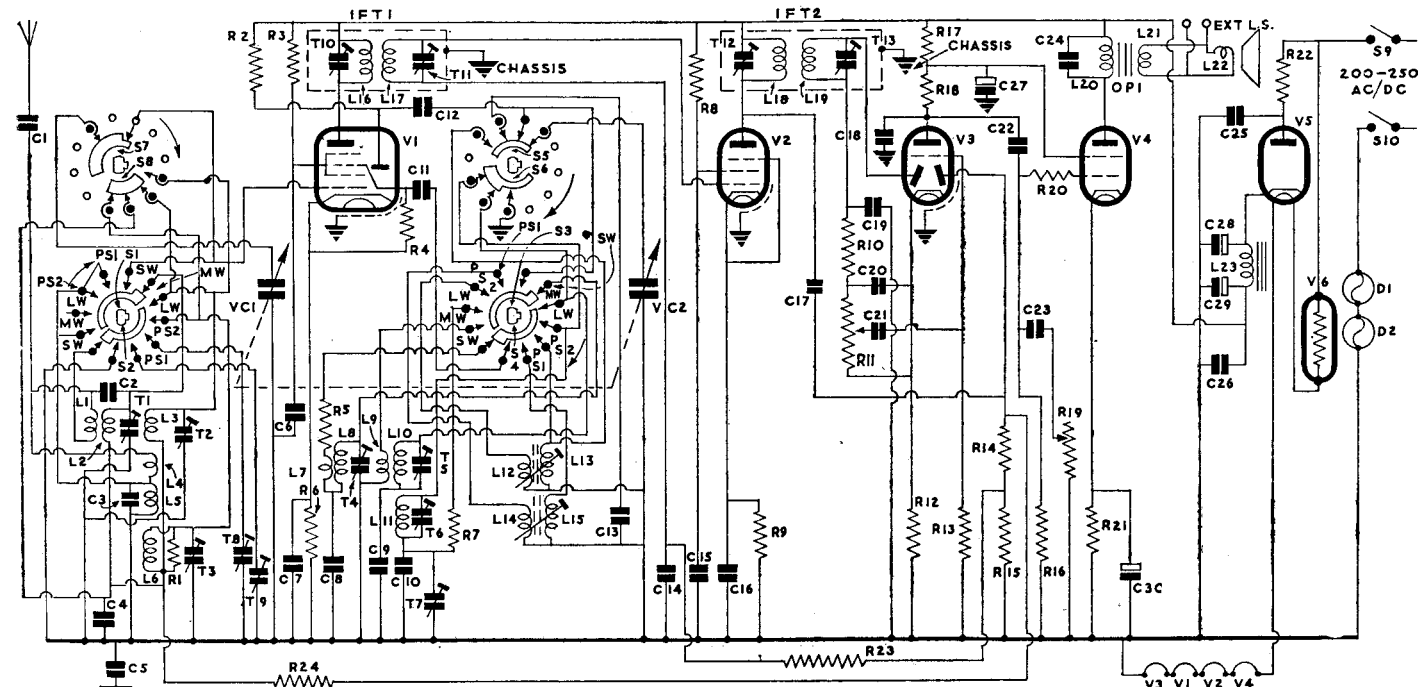 IFT1
IFT2
R2
R3
T10
T11
CHASSIS
L16
L17
C12
C1
S7
S8
V1
C11
R4
S5
S6
PS1
S3
SW
R8
T12
T13
L18
L19
R17
CHASSIS
R18
C27
C18
C22
V2
V3
C24
L20
OP1
L21
L22
EXT L.S.
V4
R20
R22
S9
200-250
AC/DC
S10
C25
V5
PS2
PS1
S1
SW
MW
LW
LW
MW
SW
PS2
S2
PS1
VC1
P
S
2
LW
MW
SW
S
4
P
S1
P
S2
MW
LW
VC2
C19
R10
C20
C21
R11
C17
C23
C28
L23
C29
C26
V6
D1
D2
C2
L1
T1
L3
T2
L2
L4
C3
L5
L6
R1
T3
T8
T9
C4
C5
C6
R5
L7
R6
L8
T4
L9
L10
T
5
L11
T6
R7
C7
C8
C9
C10
T7
L12
L13
L14
L15
C13
C14
C15
C16
R9
R12
R13
R14
R15
R16
R19
R21
C30
R23
R24
V3 V1 V2 V4